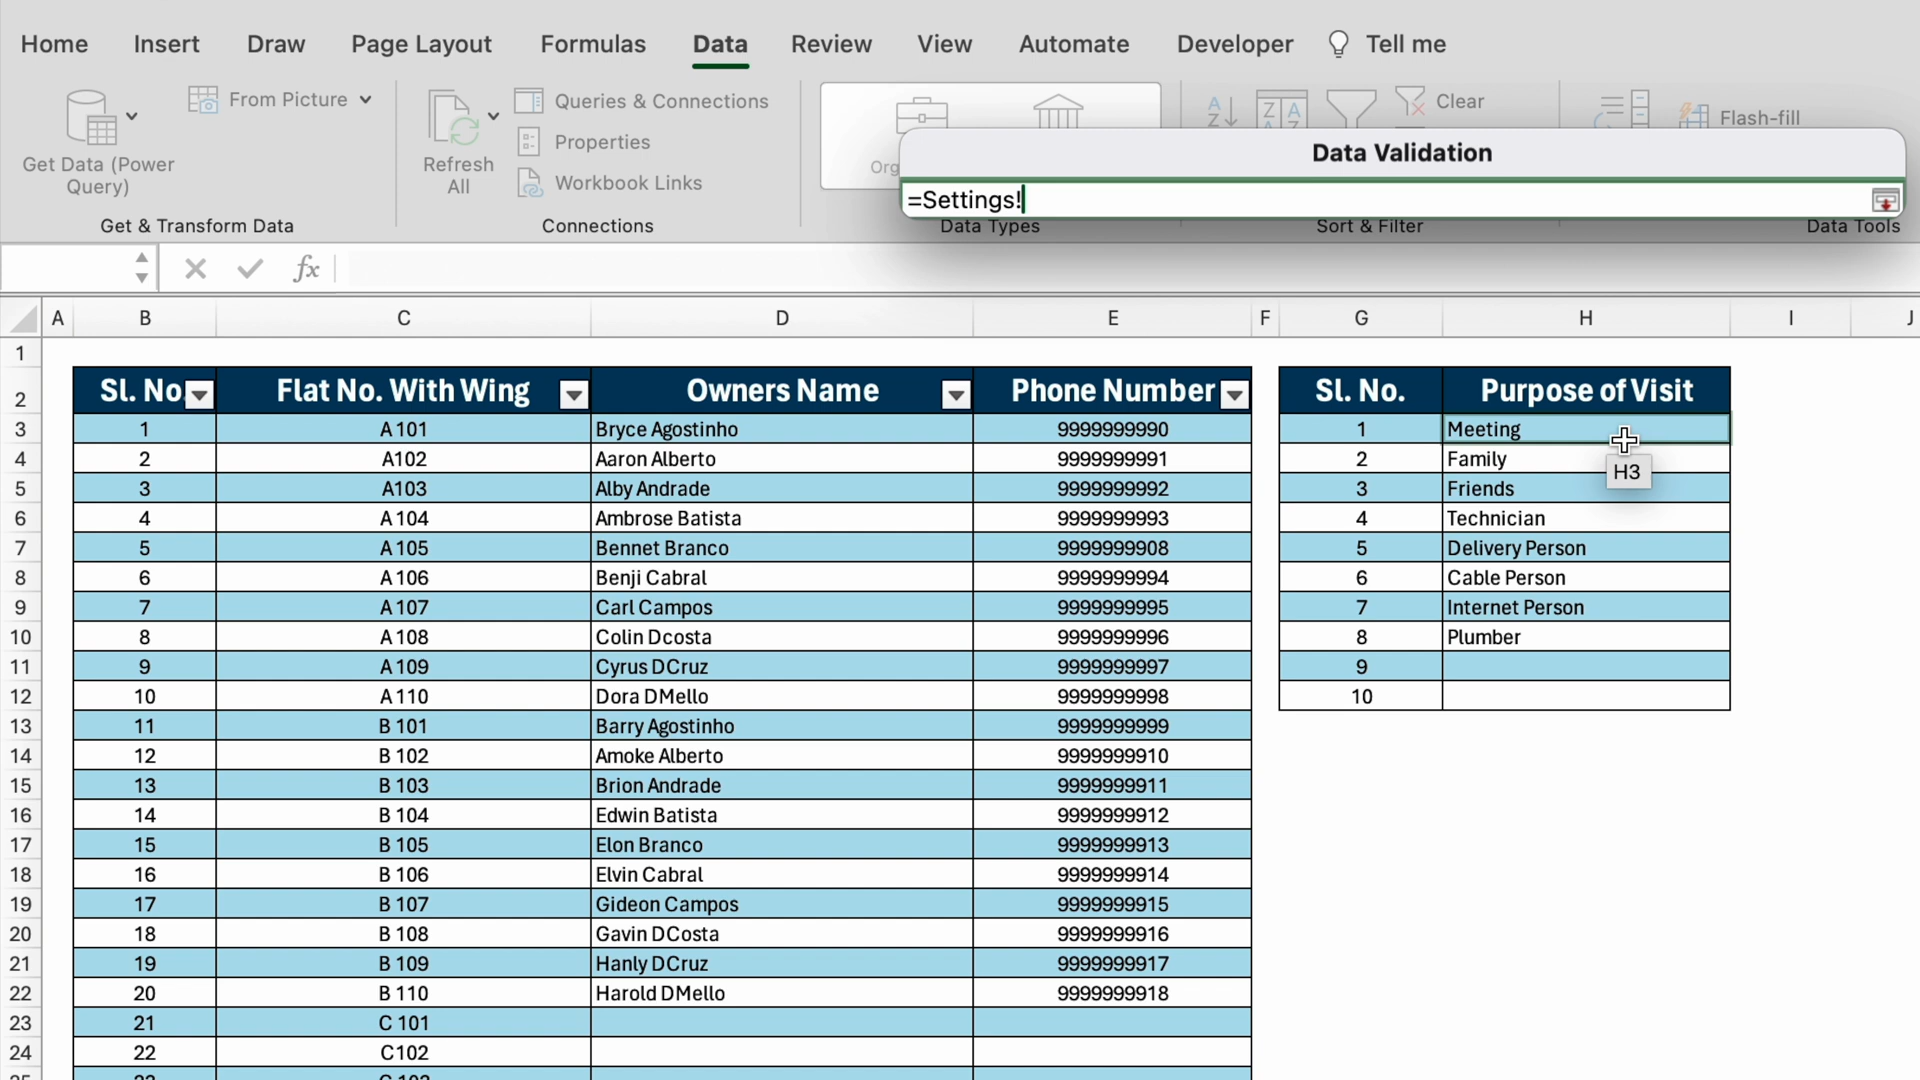 Home Insert Draw Page Layout Formulas Data Review View Automate Developer Tell me
From Picture Queries & Connections Clear
Properties Flash-fill
Get Data (Power Query) Refresh All Workbook Links Org
Data Validation
=Settings!
Get & Transform Data Connections Data Types Sort & Filter Data Tools
fx
A B C D E F G H I J
1
2 Sl. No. Flat No. With Wing Owners Name Phone Number Sl. No. Purpose of Visit
3 1 A 101 Bryce Agostinho 9999999990 1 Meeting
4 2 A102 Aaron Alberto 9999999991 2 Family
H3
5 3 A103 Alby Andrade 9999999992 3 Friends
6 4 A 104 Ambrose Batista 9999999993 4 Technician
7 5 A 105 Bennet Branco 9999999908 5 Delivery Person
8 6 A 106 Benji Cabral 9999999994 6 Cable Person
9 7 A 107 Carl Campos 9999999995 7 Internet Person
10 8 A 108 Colin Dcosta 9999999996 8 Plumber
11 9 A 109 Cyrus DCruz 9999999997 9
12 10 A 110 Dora DMello 9999999998 10
13 11 B 101 Barry Agostinho 9999999999
14 12 B 102 Amoke Alberto 9999999910
15 13 B 103 Brion Andrade 9999999911
16 14 B 104 Edwin Batista 9999999912
17 15 B 105 Elon Branco 9999999913
18 16 B 106 Elvin Cabral 9999999914
19 17 B 107 Gideon Campos 9999999915
20 18 B 108 Gavin DCosta 9999999916
21 19 B 109 Hanly DCruz 9999999917
22 20 B 110 Harold DMello 9999999918
23 21 C 101
24 22 C102